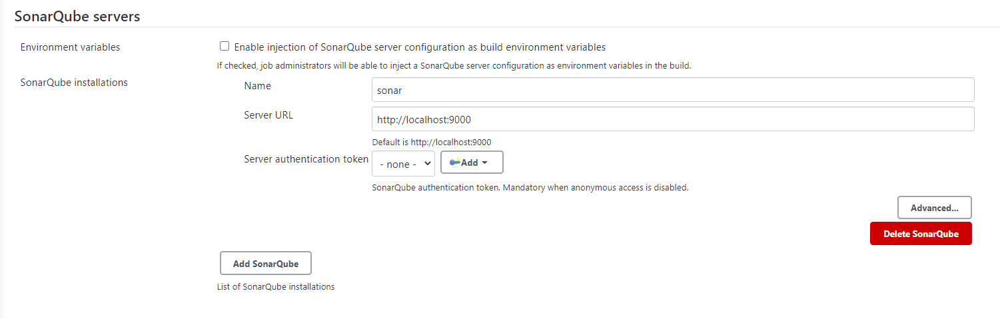 SonarQube servers
Environment variables
Enable injection of SonarQube server configuration as build environment variables
If checked, job administrators will be able to inject a SonarQube server configuration as environment variables in the build.
SonarQube installations
Name
sonar
Server URL
http://localhost:9000
Default is http://localhost:9000
Server authentication token
- none -
Add
SonarQube authentication token. Mandatory when anonymous access is disabled.
Advanced...
Delete SonarQube
Add SonarQube
List of SonarQube installations